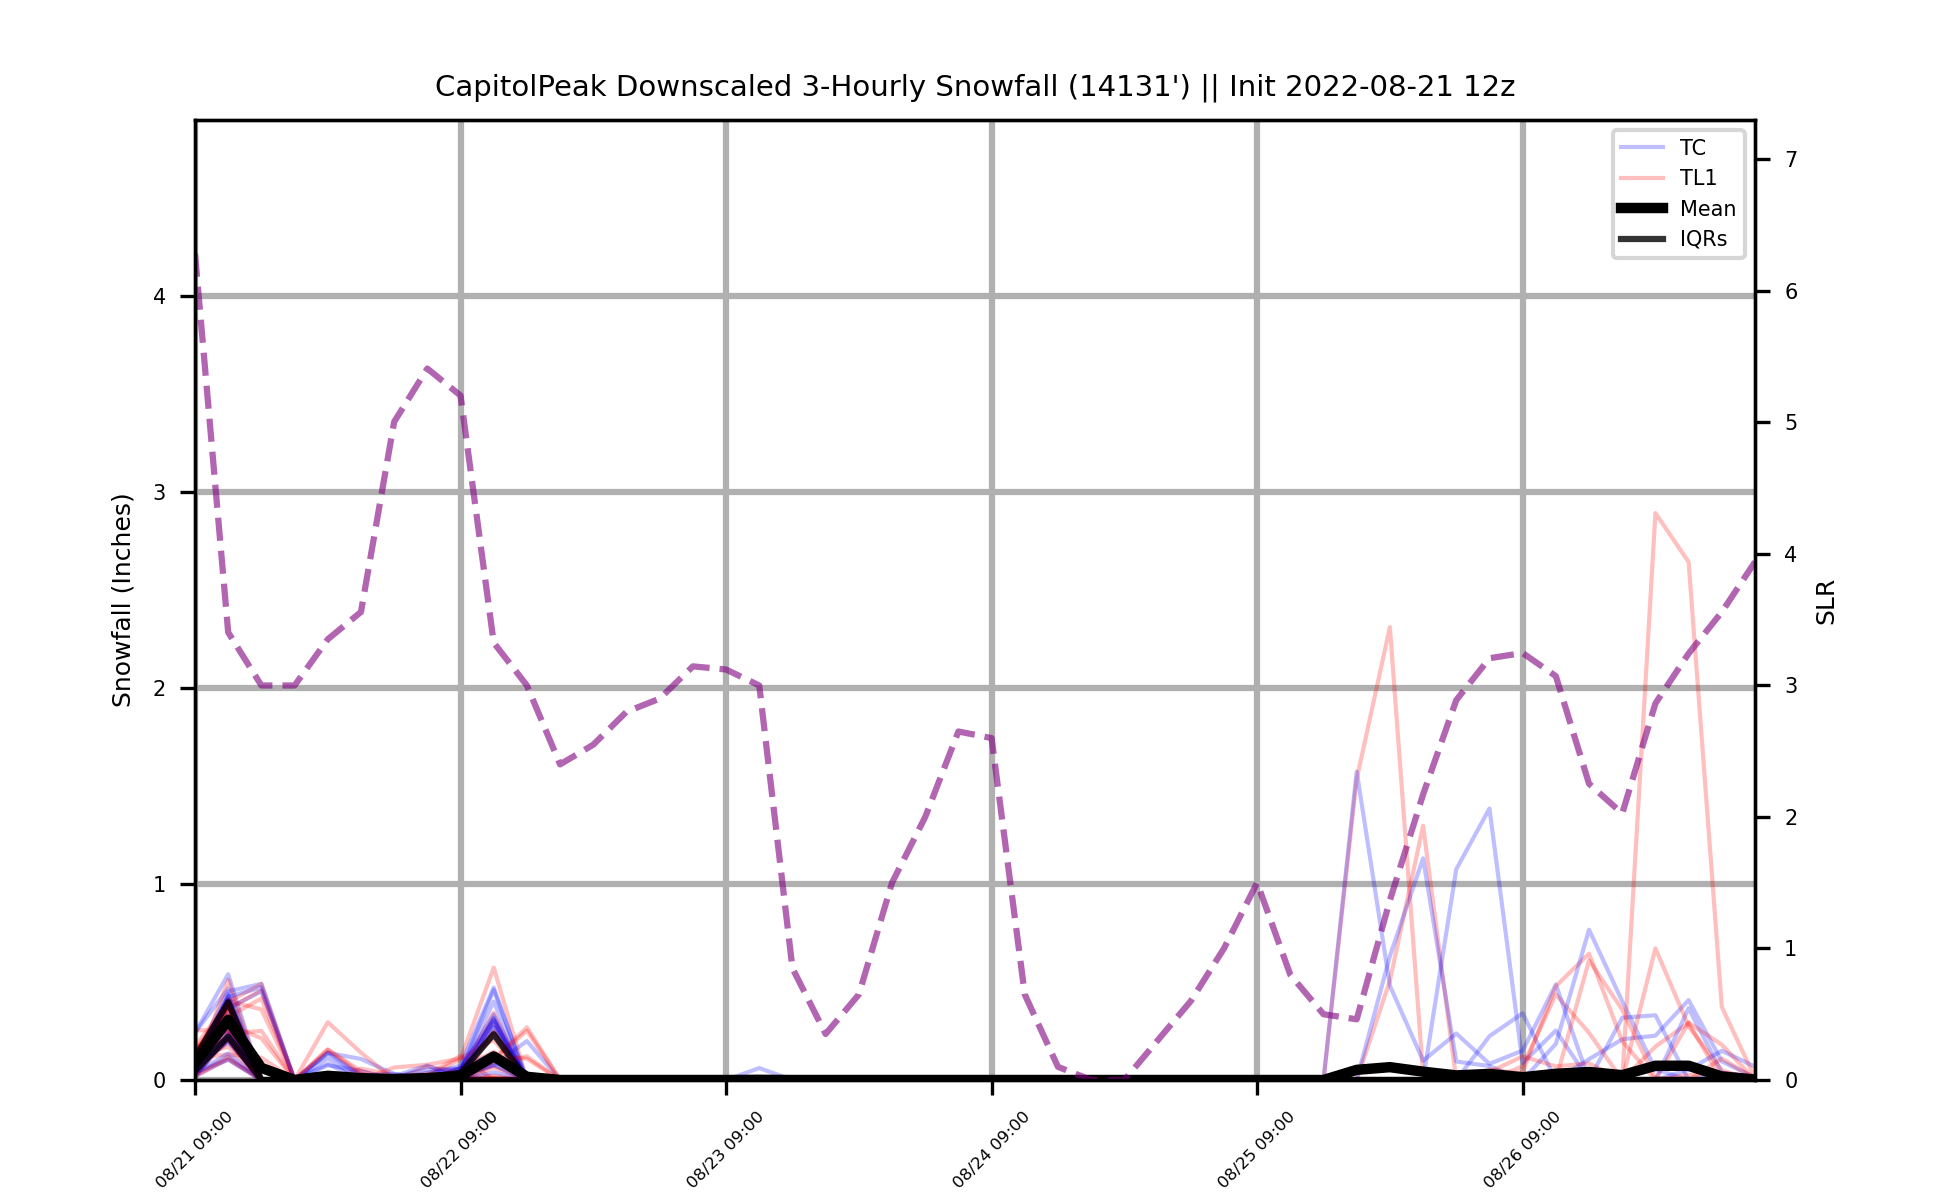 CapitolPeak Downscaled 3-Hourly Snowfall (14131') || Init 2022-08-21 12z
TC
TL1
Mean
IQRs
Snowfall (Inches)
4
3
2
1
0
7
6
5
4
3
2
1
0
SLR
08/21 09:00
08/22 09:00
08/23 09:00
08/24 09:00
08/25 09:00
08/26 09:00